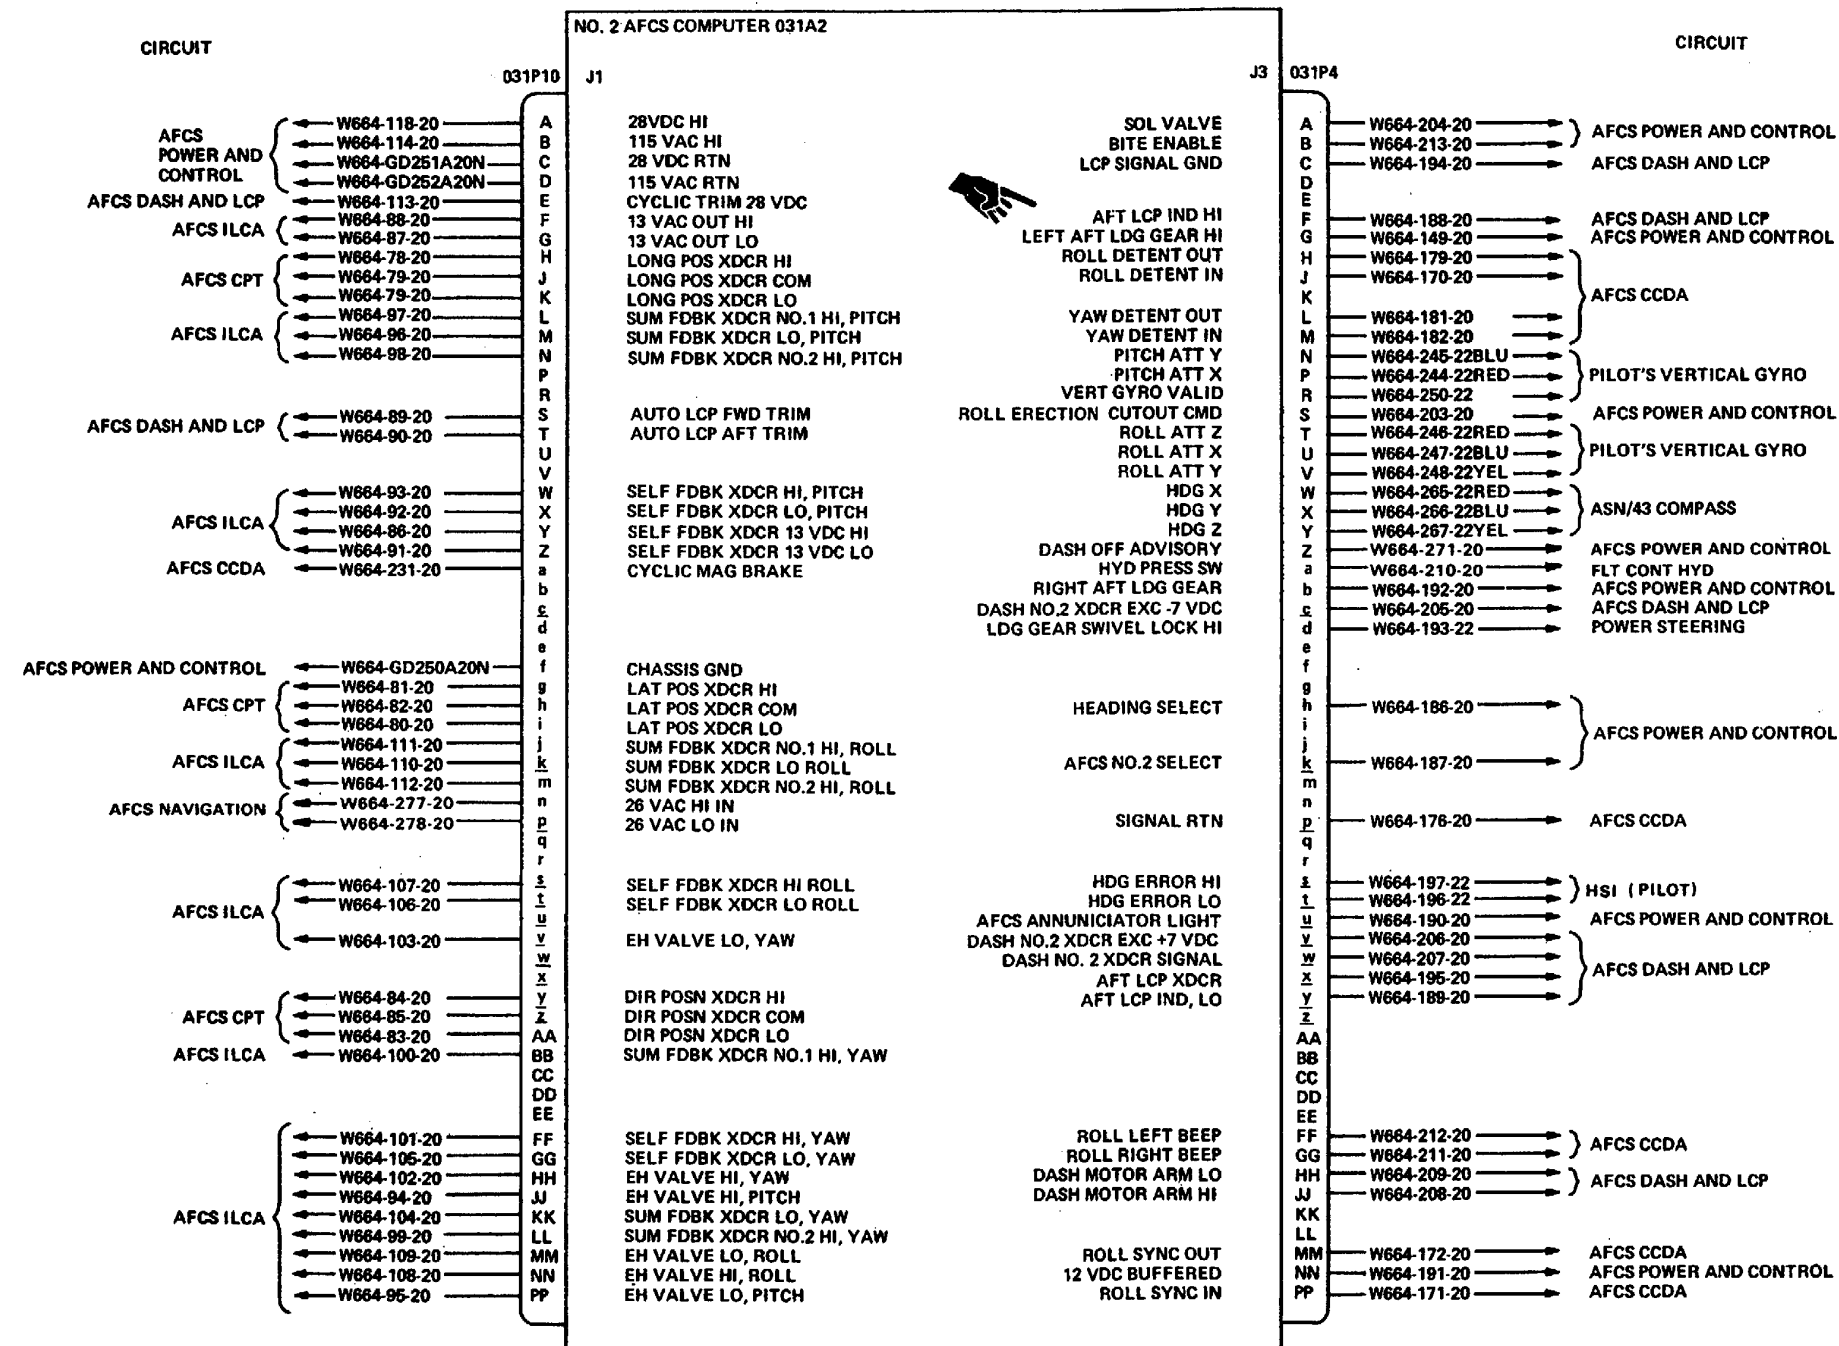 NO. 2 AFCS COMPUTER 031A2
CIRCUIT CIRCUIT
031P10 J1 J3 031P4
W664-118-20 A 28VDC HI SOL VALVE A W664-204-20
AFCS POWER AND CONTROL W664-114-20 B 115 VAC HI BITE ENABLE B W664-213-20 AFCS POWER AND CONTROL
W664-GD251A20N C 28 VDC RTN LCP SIGNAL GND C W664-194-20 AFCS DASH AND LCP
W664-GD252A20N D 115 VAC RTN D
AFCS DASH AND LCP W664-113-20 E CYCLIC TRIM 28 VDC E
AFCS ILCA W664-88-20 F 13 VAC OUT HI AFT LCP IND HI F W664-188-20 AFCS DASH AND LCP
W664-87-20 G 13 VAC OUT LO LEFT AFT LDG GEAR HI G W664-149-20 AFCS POWER AND CONTROL
W664-78-20 H LONG POS XDCR HI ROLL DETENT OUT H W664-179-20
AFCS CPT W664-79-20 J LONG POS XDCR COM ROLL DETENT IN J W664-170-20
W664-79-20 K LONG POS XDCR LO K AFCS CCDA
W664-97-20 L SUM FDBK XDCR NO.1 HI, PITCH YAW DETENT OUT L W664-181-20
AFCS ILCA W664-96-20 M SUM FDBK XDCR LO, PITCH YAW DETENT IN M W664-182-20
W664-98-20 N SUM FDBK XDCR NO.2 HI, PITCH PITCH ATT Y N W664-245-22BLU
P PITCH ATT X P W664-244-22RED PILOT'S VERTICAL GYRO
R VERT GYRO VALID R W664-250-22
AFCS DASH AND LCP W664-89-20 S AUTO LCP FWD TRIM ROLL ERECTION CUTOUT CMD S W664-203-20 AFCS POWER AND CONTROL
W664-90-20 T AUTO LCP AFT TRIM ROLL ATT Z T W664-246-22RED
U ROLL ATT X U W664-247-22BLU PILOT'S VERTICAL GYRO
V ROLL ATT Y V W664-248-22YEL
W664-93-20 W SELF FDBK XDCR HI, PITCH HDG X W W664-265-22RED
AFCS ILCA W664-92-20 X SELF FDBK XDCR LO, PITCH HDG Y X W664-266-22BLU ASN/43 COMPASS
W664-86-20 Y SELF FDBK XDCR 13 VDC HI HDG Z Y W664-267-22YEL
W664-91-20 Z SELF FDBK XDCR 13 VDC LO DASH OFF ADVISORY Z W664-271-20 AFCS POWER AND CONTROL
AFCS CCDA W664-231-20 a CYCLIC MAG BRAKE HYD PRESS SW a W664-210-20 FLT CONT HYD
b RIGHT AFT LDG GEAR b W664-192-20 AFCS POWER AND CONTROL
c DASH NO.2 XDCR EXC -7 VDC c W664-205-20 AFCS DASH AND LCP
d LDG GEAR SWIVEL LOCK HI d W664-193-22 POWER STEERING
e e
AFCS POWER AND CONTROL W664-GD250A20N f CHASSIS GND f
W664-81-20 g LAT POS XDCR HI g
AFCS CPT W664-82-20 h LAT POS XDCR COM HEADING SELECT h W664-186-20
W664-80-20 i LAT POS XDCR LO i
W664-111-20 j SUM FDBK XDCR NO.1 HI, ROLL j AFCS POWER AND CONTROL
AFCS ILCA W664-110-20 k SUM FDBK XDCR LO ROLL AFCS NO.2 SELECT k W664-187-20
W664-112-20 m SUM FDBK XDCR NO.2 HI, ROLL m
AFCS NAVIGATION W664-277-20 n 26 VAC HI IN n
W664-278-20 p 26 VAC LO IN SIGNAL RTN p W664-176-20 AFCS CCDA
q q
r r
W664-107-20 s SELF FDBK XDCR HI ROLL HDG ERROR HI s W664-197-22 HSI (PILOT)
AFCS ILCA W664-106-20 t SELF FDBK XDCR LO ROLL HDG ERROR LO t W664-196-22
u AFCS ANNUNICIATOR LIGHT u W664-190-20 AFCS POWER AND CONTROL
W664-103-20 v EH VALVE LO, YAW DASH NO.2 XDCR EXC +7 VDC v W664-206-20
w DASH NO. 2 XDCR SIGNAL w W664-207-20 AFCS DASH AND LCP
x AFT LCP XDCR x W664-195-20
W664-84-20 y DIR POSN XDCR HI AFT LCP IND, LO y W664-189-20
AFCS CPT W664-85-20 z DIR POSN XDCR COM z
W664-83-20 AA DIR POSN XDCR LO AA
AFCS ILCA W664-100-20 BB SUM FDBK XDCR NO.1 HI, YAW BB
CC CC
DD DD
EE EE
W664-101-20 FF SELF FDBK XDCR HI, YAW ROLL LEFT BEEP FF W664-212-20 AFCS CCDA
W664-105-20 GG SELF FDBK XDCR LO, YAW ROLL RIGHT BEEP GG W664-211-20
W664-102-20 HH EH VALVE HI, YAW DASH MOTOR ARM LO HH W664-209-20 AFCS DASH AND LCP
W664-94-20 JJ EH VALVE HI, PITCH DASH MOTOR ARM HI JJ W664-208-20
AFCS ILCA W664-104-20 KK SUM FDBK XDCR LO, YAW KK
W664-99-20 LL SUM FDBK XDCR NO.2 HI, YAW LL
W664-109-20 MM EH VALVE LO, ROLL ROLL SYNC OUT MM W664-172-20 AFCS CCDA
W664-108-20 NN EH VALVE HI, ROLL 12 VDC BUFFERED NN W664-191-20 AFCS POWER AND CONTROL
W664-95-20 PP EH VALVE LO, PITCH ROLL SYNC IN PP W664-171-20 AFCS CCDA